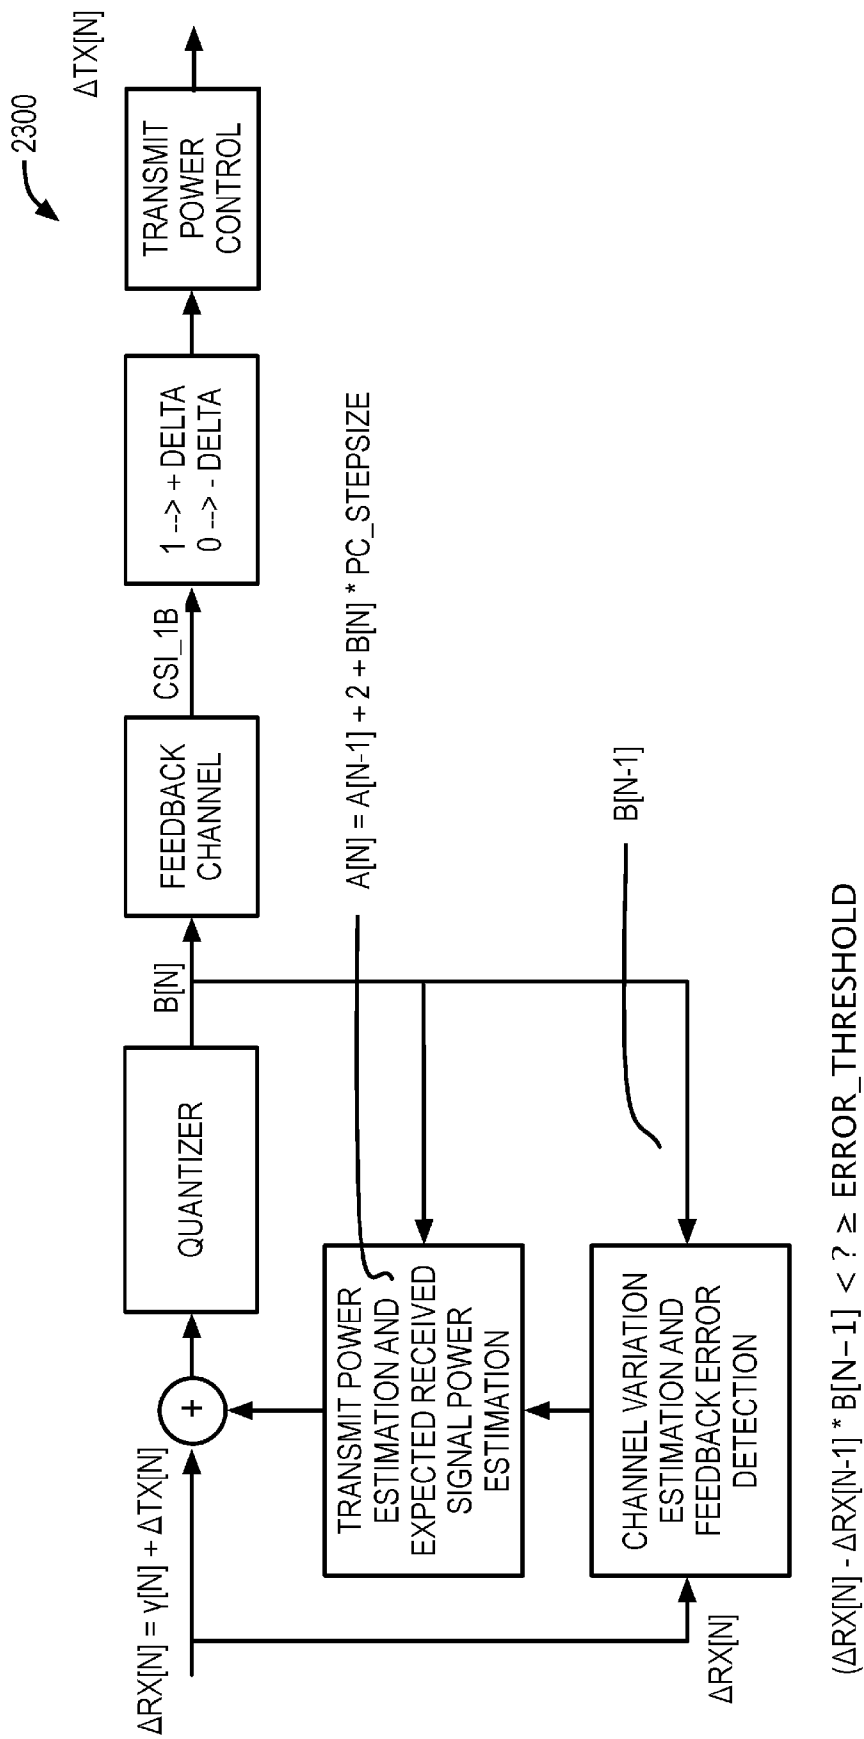 2300
ΔRX[N] = γ[N] + ΔTX[N]
+
QUANTIZER
B[N]
FEEDBACK
CHANNEL
CSI_1B
1 --> + DELTA
0 --> - DELTA
TRANSMIT
POWER
CONTROL
ΔTX[N]
TRANSMIT POWER
ESTIMATION AND
EXPECTED RECEIVED
SIGNAL POWER
ESTIMATION
A[N] = A[N-1] + 2 + B[N] * PC_STEPSIZE
CHANNEL VARIATION
ESTIMATION AND
FEEDBACK ERROR
DETECTION
B[N-1]
ΔRX[N]
(ΔRX[N] - ΔRX[N-1] * B[N-1] < ? ≥ ERROR_THRESHOLD